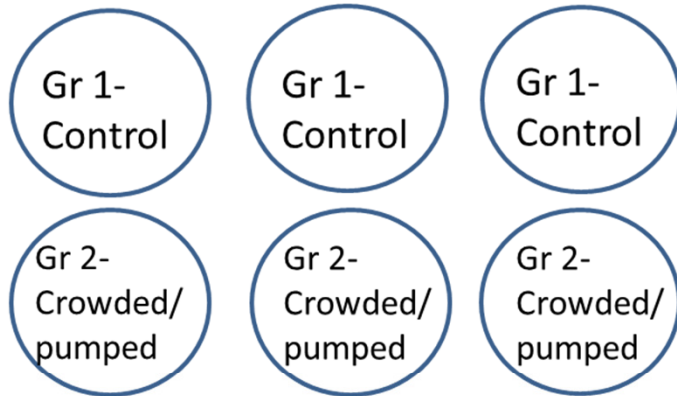 Gr 1-
Control
Gr 1-
Control
Gr 1-
Control
Gr 2-
Crowded/
pumped
Gr 2-
Crowded/
pumped
Gr 2-
Crowded/
pumped